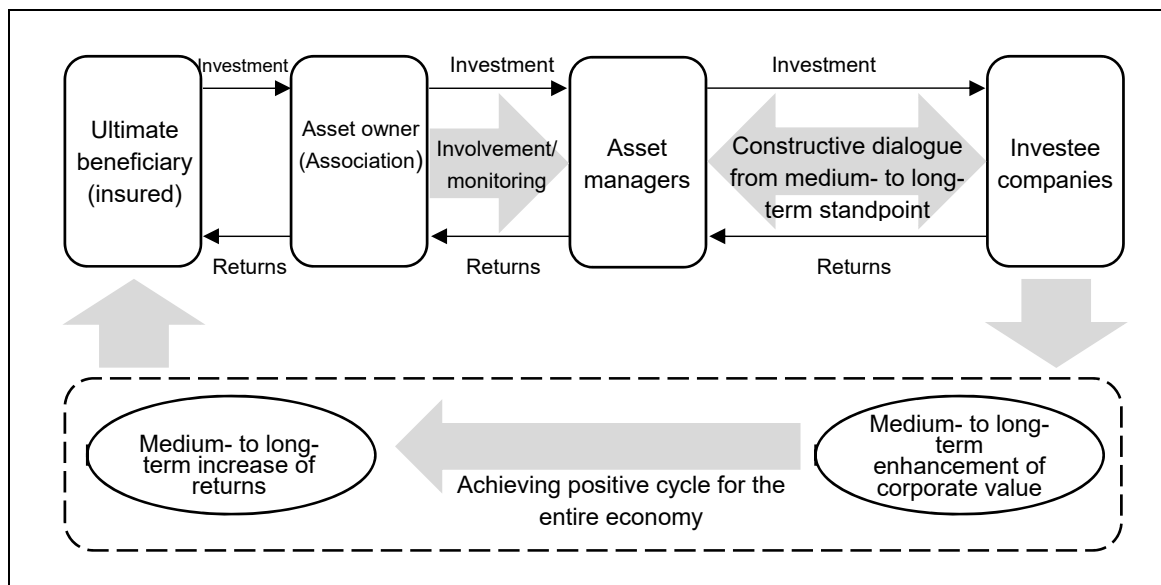 Investment
Investment
Investment
Ultimate
beneficiary
(insured)
Asset owner
(Association)
Involvement/
monitoring
Asset
managers
Constructive dialogue
from medium- to long-
term standpoint
Investee
companies
Returns
Returns
Returns
Medium- to long-
term increase of
returns
Achieving positive cycle for the
entire economy
Medium- to long-
term
enhancement of
corporate value